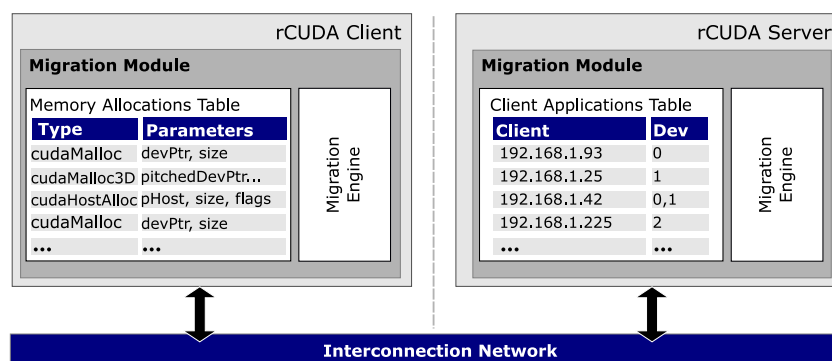 rCUDA Client
Migration Module
Memory Allocations Table
Type Parameters
cudaMalloc devPtr, size
cudaMalloc3D pitchedDevPtr...
cudaHostAlloc pHost, size, flags
cudaMalloc devPtr, size
... ...
Migration
Engine
rCUDA Server
Migration Module
Client Applications Table
Client Dev
192.168.1.93 0
192.168.1.25 1
192.168.1.42 0,1
192.168.1.225 2
... ...
Migration
Engine
Interconnection Network